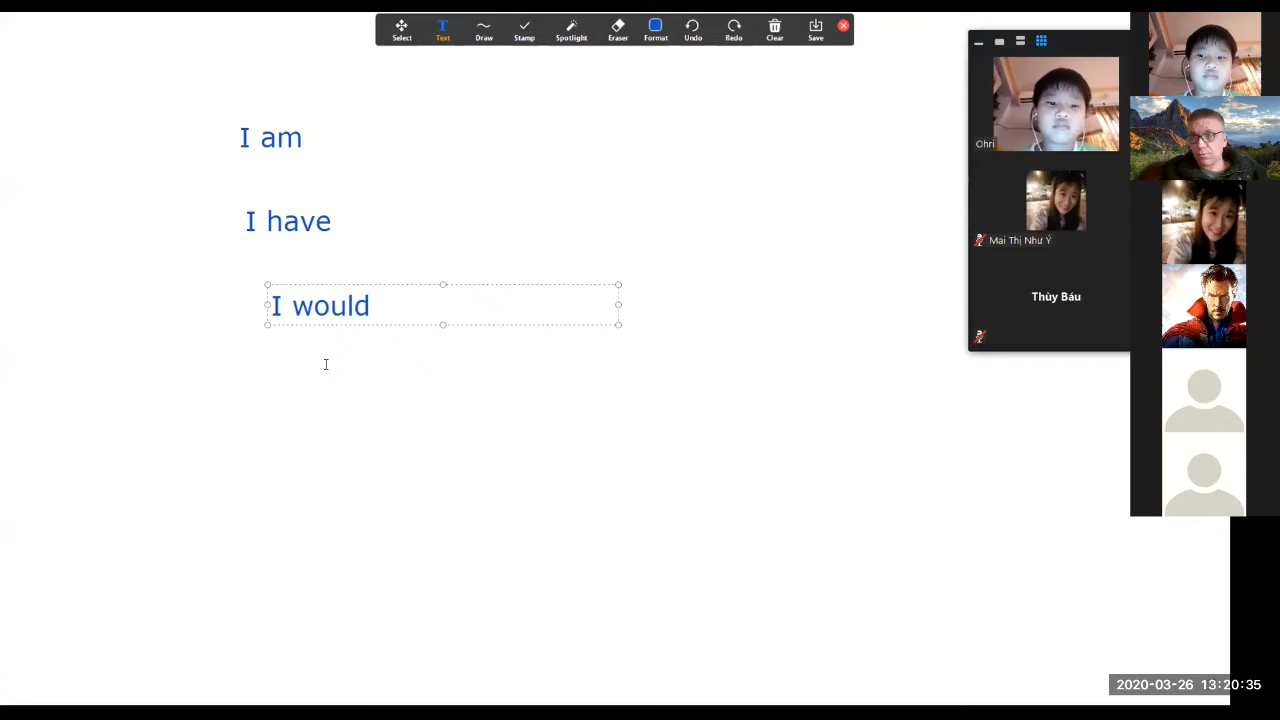 Select Text Draw Stamp Spotlight Eraser Format Undo Redo Clear Save
I am
I have
I would
Chri
Mai Thị Như Ý
Thùy Báu
2020-03-26 13:20:35